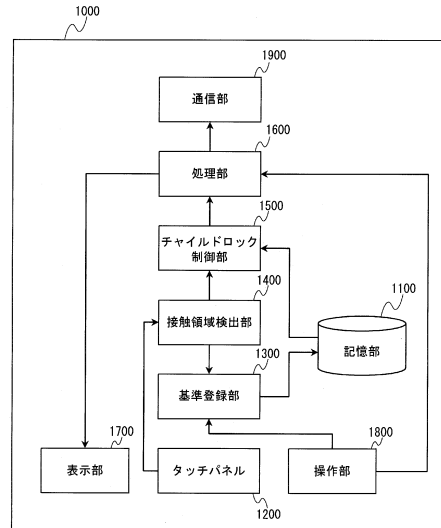 1000
1900
通信部
1600
処理部
1500
チャイルドロック
制御部
1400
接触領域検出部
1100
記憶部
1300
基準登録部
1700
表示部
タッチパネル
1200
1800
操作部